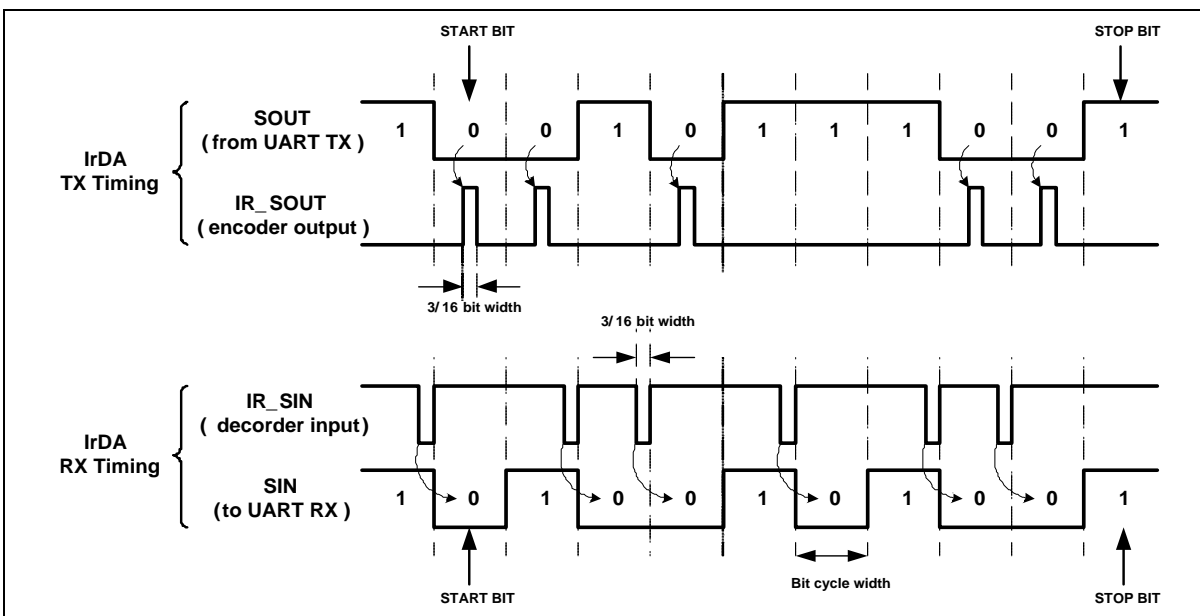 START BIT
STOP BIT
SOUT
(from UART TX )
1 0 0 1 0 1 1 1 0 0 1
IrDA
TX Timing
IR_SOUT
( encoder output )
3/16 bit width
3/16 bit width
IR_SIN
( decorder input)
IrDA
RX Timing
SIN
(to UART RX )
1 0 1 0 0 1 0 1 0 0 1
Bit cycle width
START BIT
STOP BIT